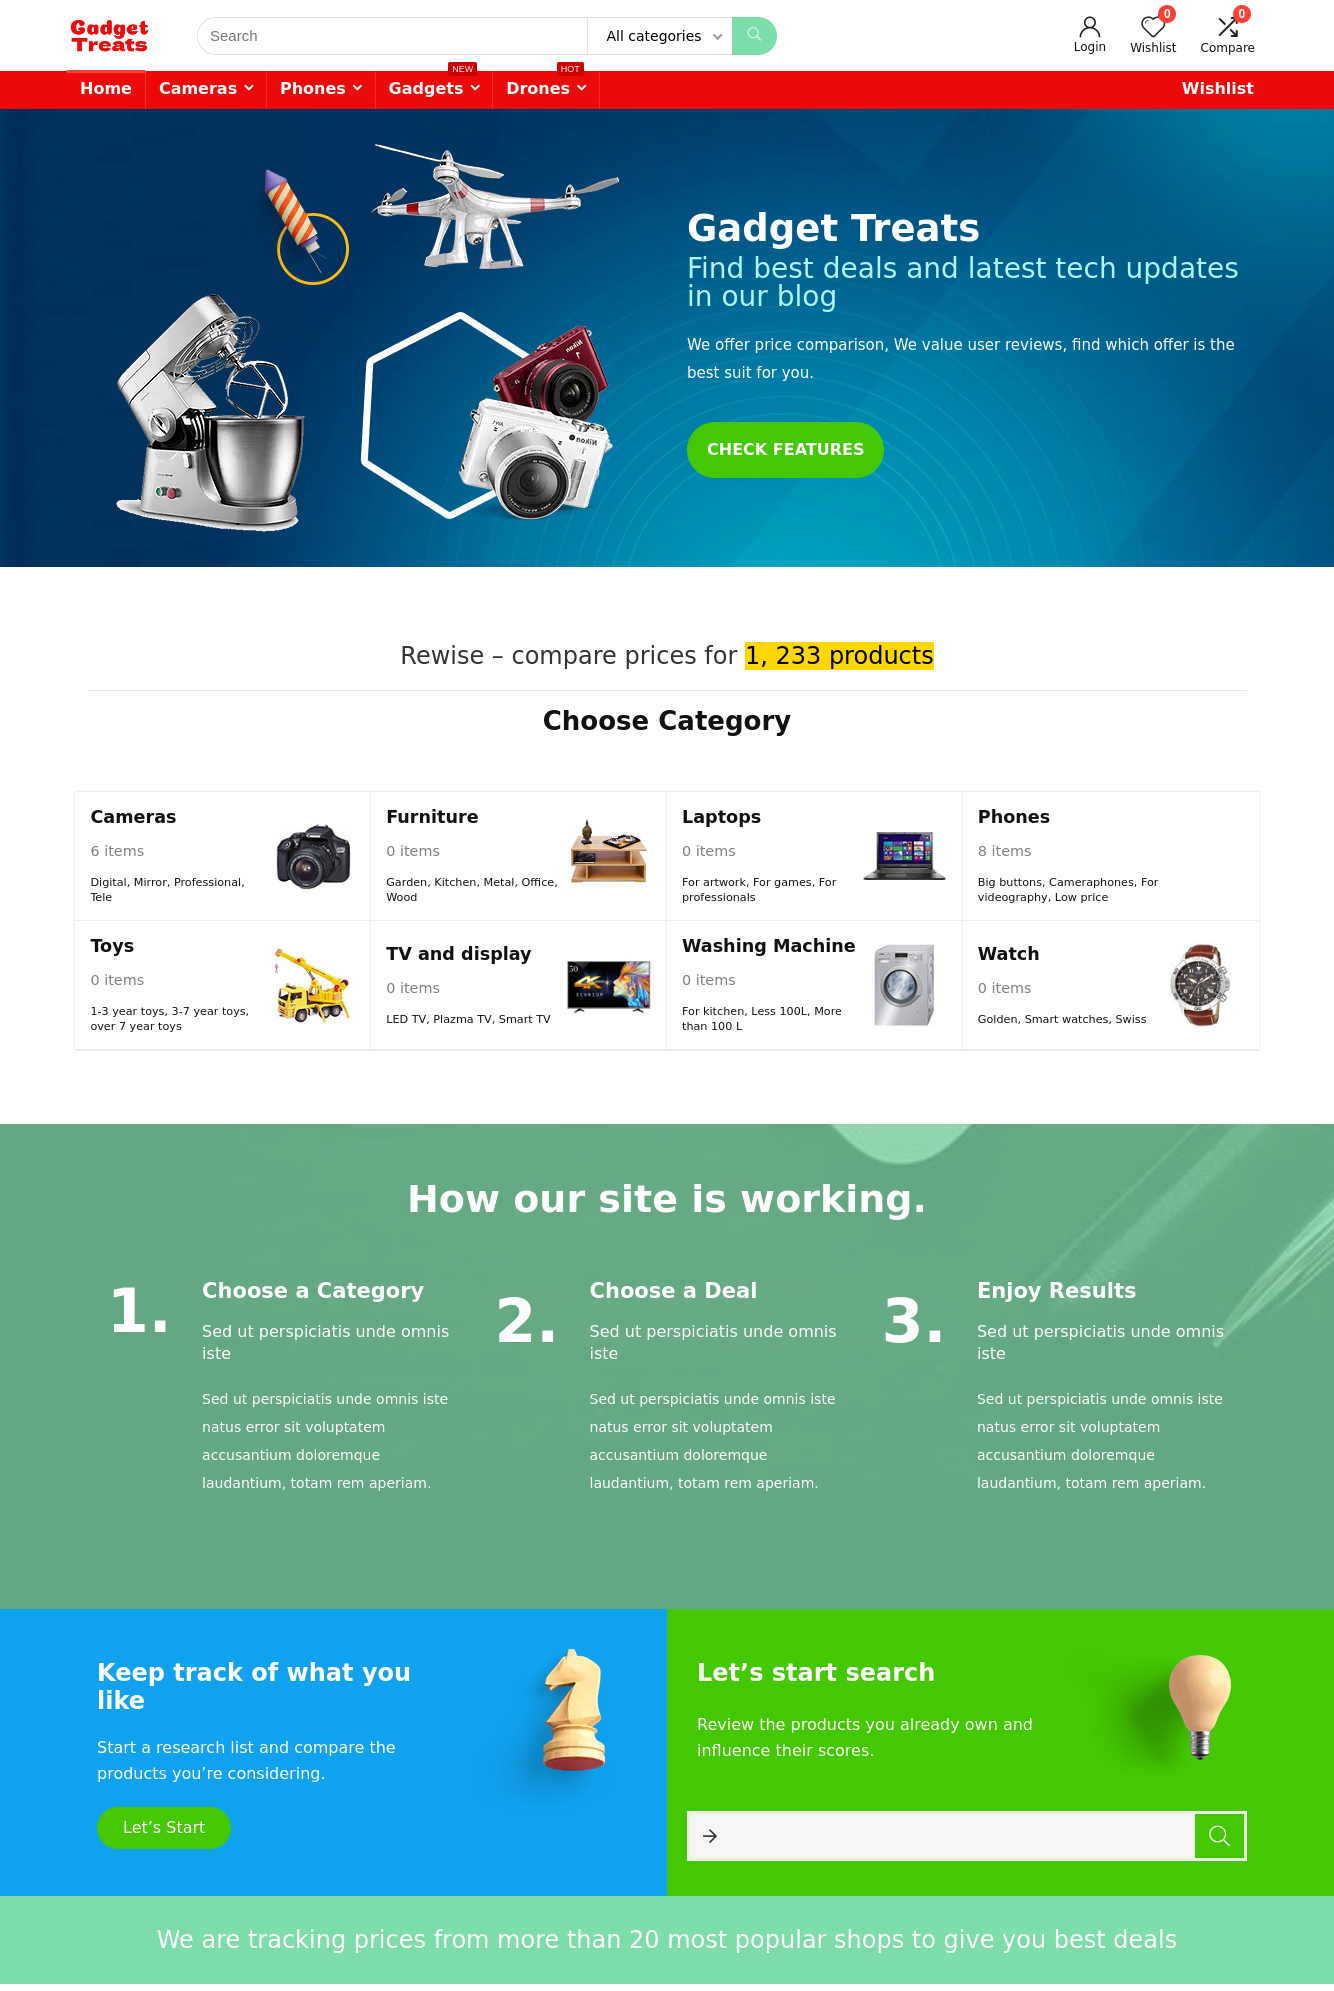 Gadget
Treats
Search
All categories
Login
0
Wishlist
0
Compare
Home
Cameras
Phones
NEW
Gadgets
HOT
Drones
Wishlist
Gadget Treats
Find best deals and latest tech updates
in our blog
We offer price comparison, We value user reviews, find which offer is the
best suit for you.
CHECK FEATURES
Rewise – compare prices for 1, 233 products
Choose Category
Cameras
6 items
Digital, Mirror, Professional,
Tele
Furniture
0 items
Garden, Kitchen, Metal, Office,
Wood
Laptops
0 items
For artwork, For games, For
professionals
Phones
8 items
Big buttons, Cameraphones, For
videography, Low price
Toys
0 items
1-3 year toys, 3-7 year toys,
over 7 year toys
TV and display
0 items
LED TV, Plazma TV, Smart TV
50
4K
Washing Machine
0 items
For kitchen, Less 100L, More
than 100 L
Watch
0 items
Golden, Smart watches, Swiss
How our site is working.
1.
Choose a Category
Sed ut perspiciatis unde omnis
iste
Sed ut perspiciatis unde omnis iste
natus error sit voluptatem
accusantium doloremque
laudantium, totam rem aperiam.
2.
Choose a Deal
Sed ut perspiciatis unde omnis
iste
Sed ut perspiciatis unde omnis iste
natus error sit voluptatem
accusantium doloremque
laudantium, totam rem aperiam.
3.
Enjoy Results
Sed ut perspiciatis unde omnis
iste
Sed ut perspiciatis unde omnis iste
natus error sit voluptatem
accusantium doloremque
laudantium, totam rem aperiam.
Keep track of what you
like
Start a research list and compare the
products you’re considering.
Let’s Start
Let’s start search
Review the products you already own and
influence their scores.
We are tracking prices from more than 20 most popular shops to give you best deals